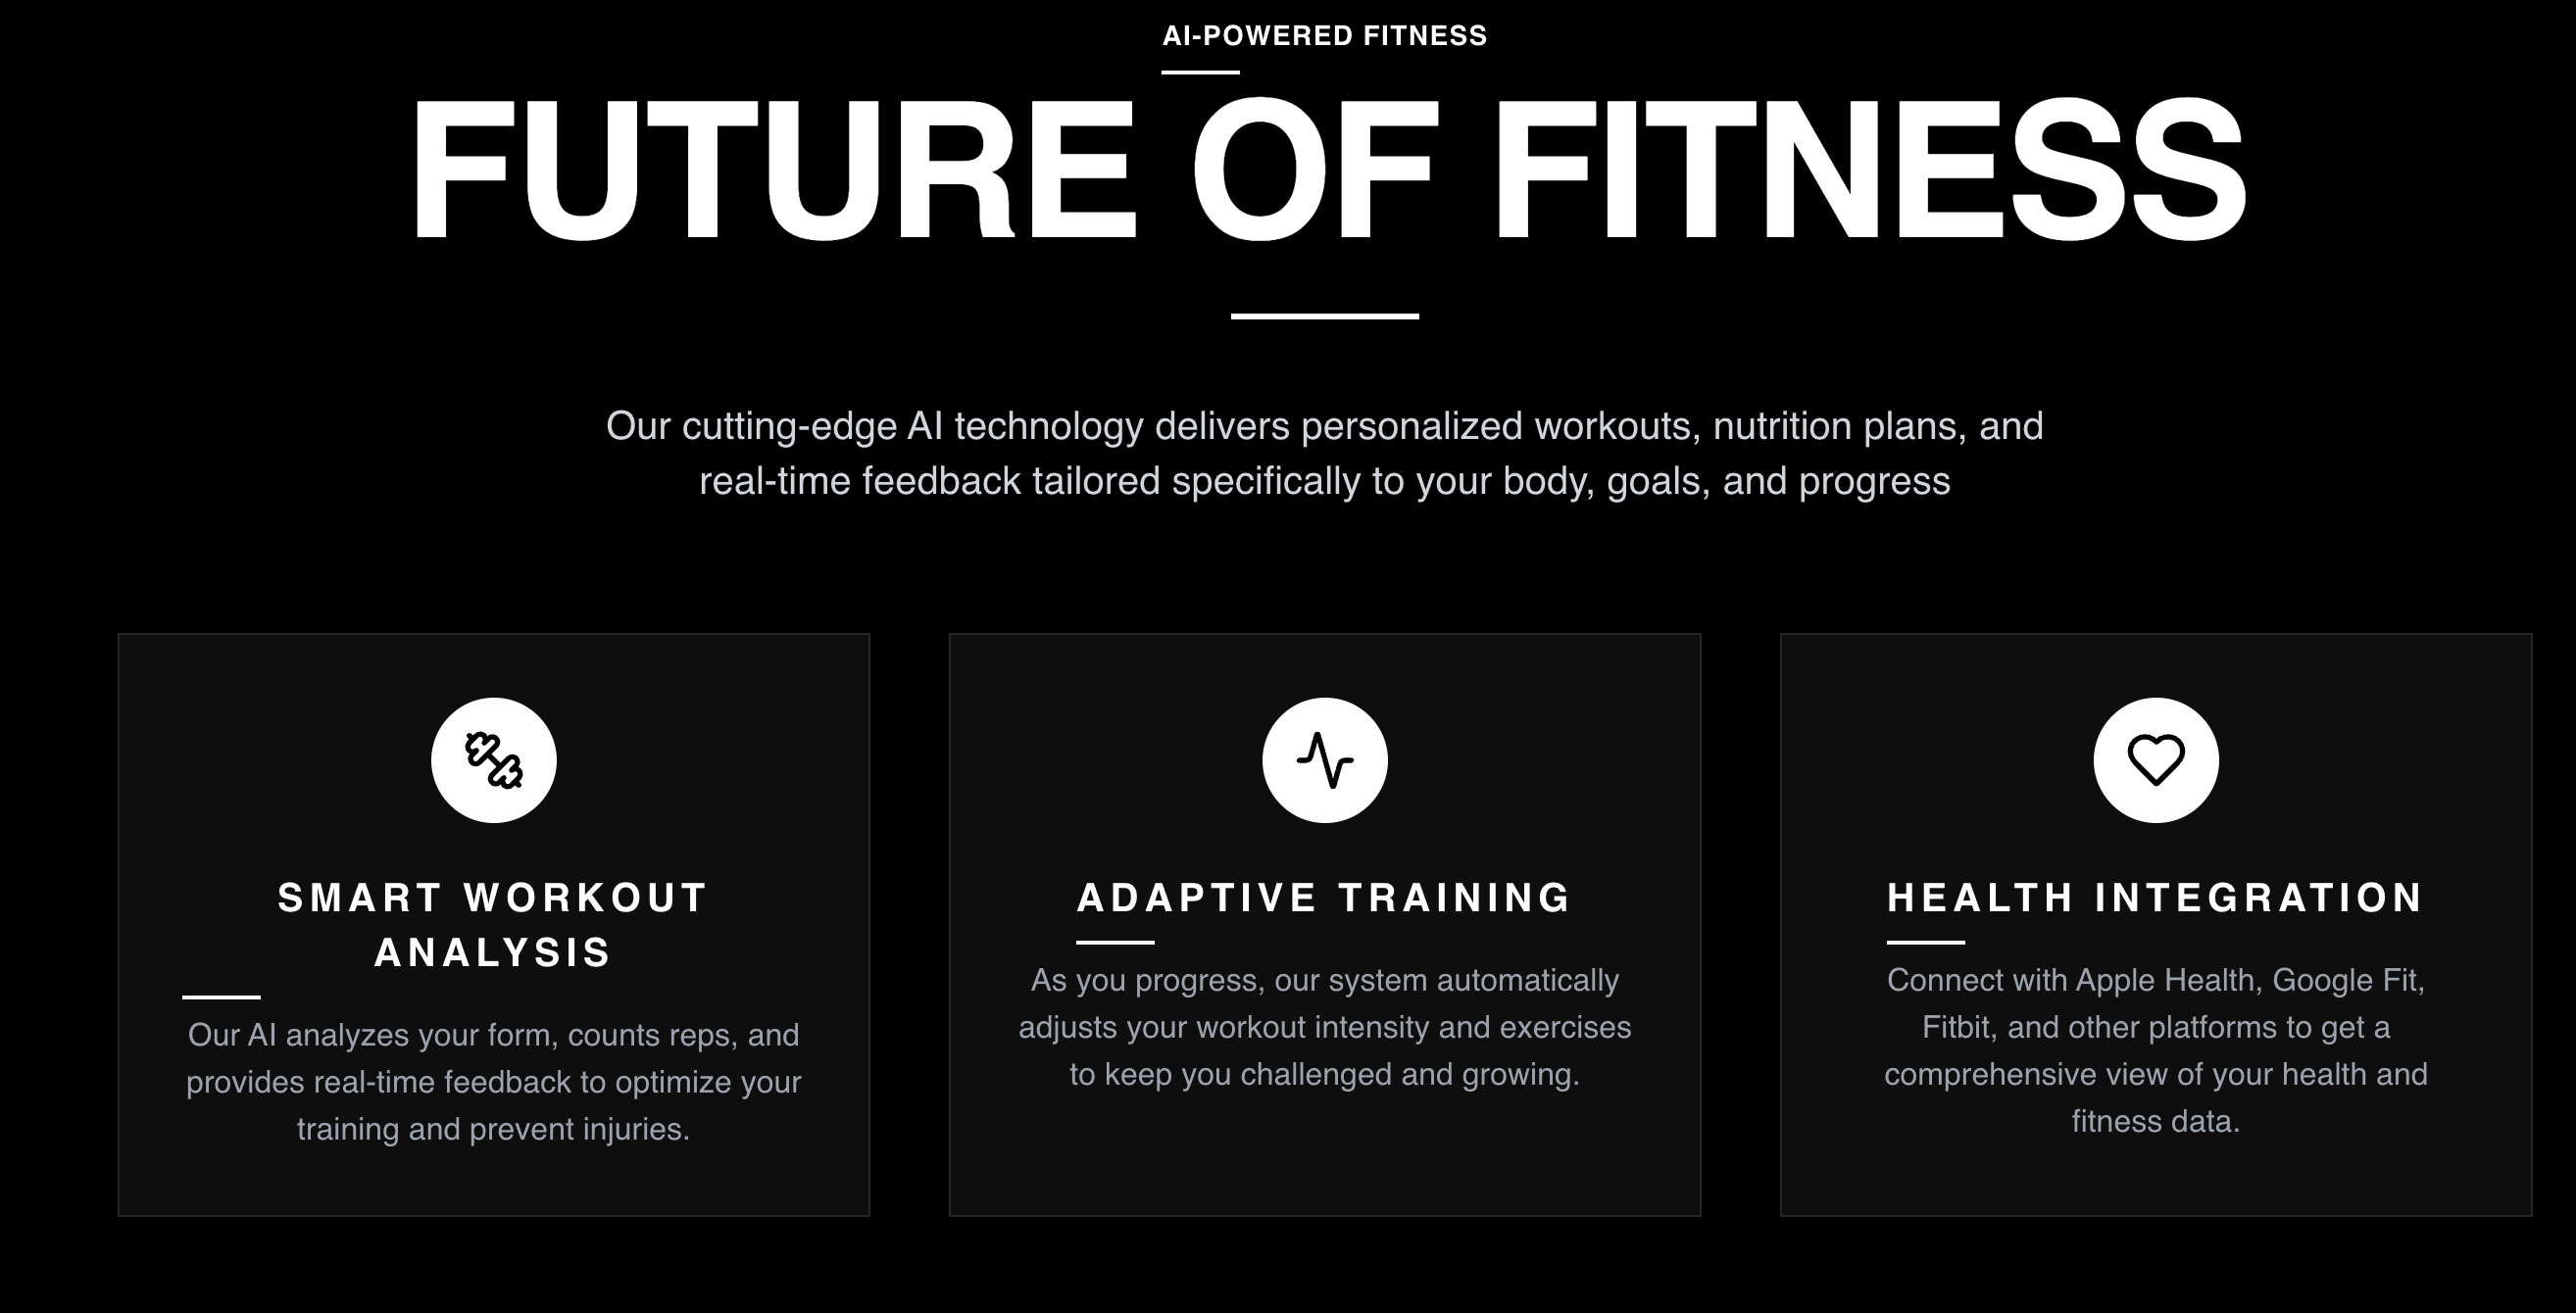 AI-POWERED FITNESS
FUTURE OF FITNESS
Our cutting-edge AI technology delivers personalized workouts, nutrition plans, and
real-time feedback tailored specifically to your body, goals, and progress
SMART WORKOUT
ANALYSIS
Our AI analyzes your form, counts reps, and
provides real-time feedback to optimize your
training and prevent injuries.
ADAPTIVE TRAINING
As you progress, our system automatically
adjusts your workout intensity and exercises
to keep you challenged and growing.
HEALTH INTEGRATION
Connect with Apple Health, Google Fit,
Fitbit, and other platforms to get a
comprehensive view of your health and
fitness data.